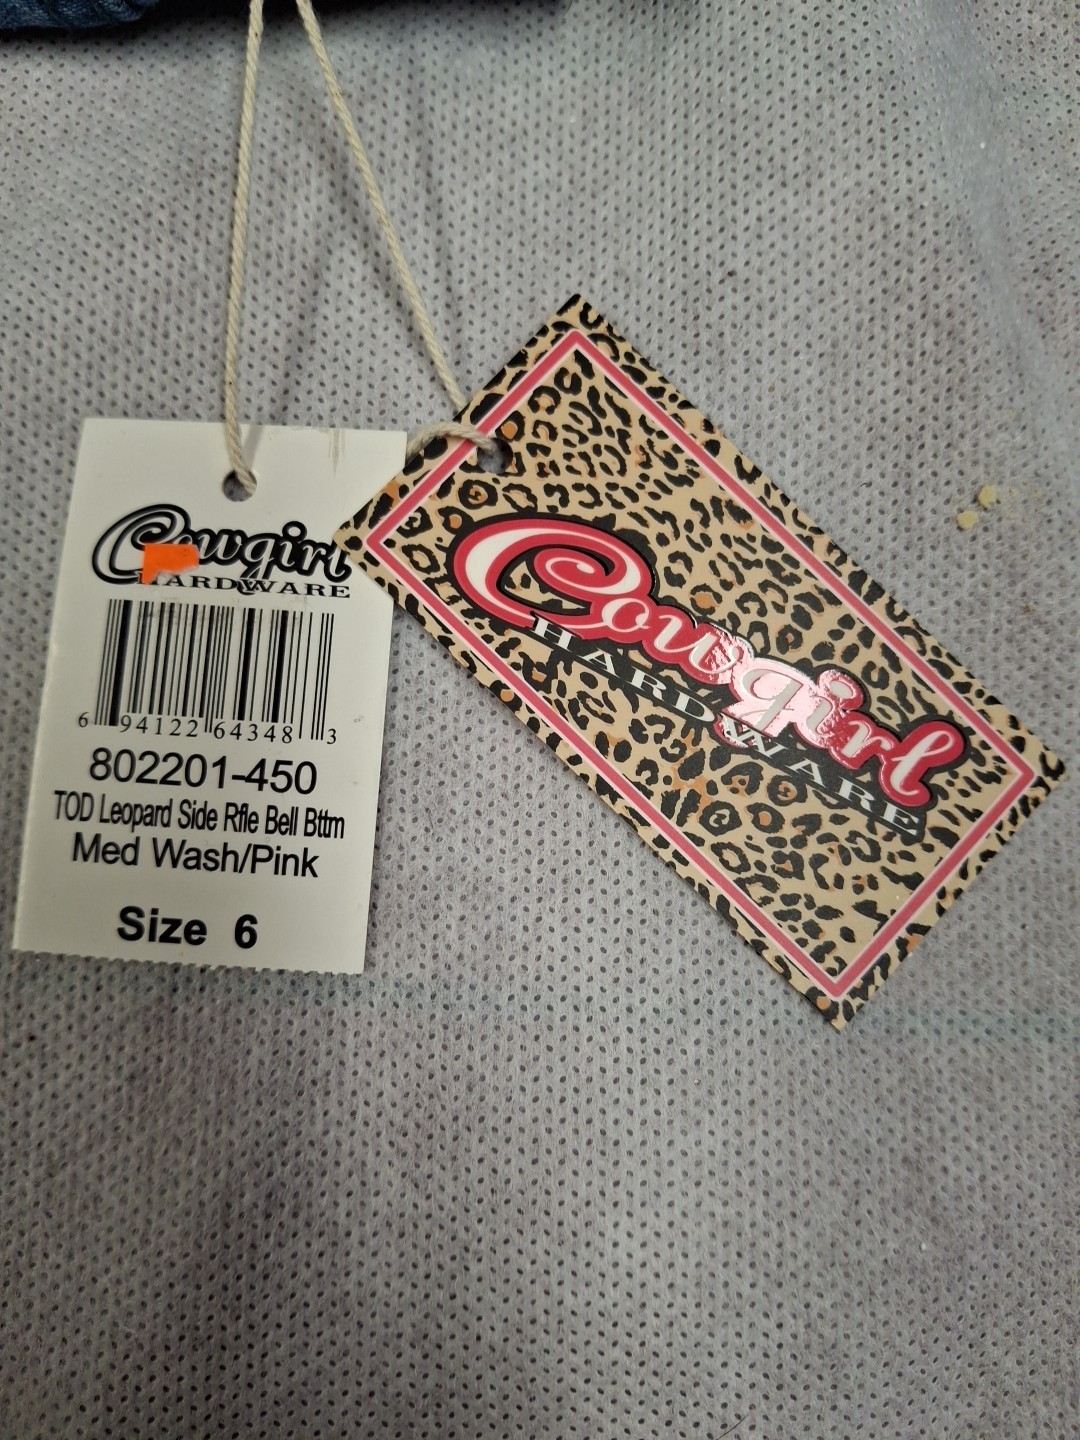 Cowgirl
HARDWARE
6 94122 64348 3
802201-450
TOD Leopard Side Rfle Bell Bttm
Med Wash/Pink
Size 6
Cowgirl
HARDWARE